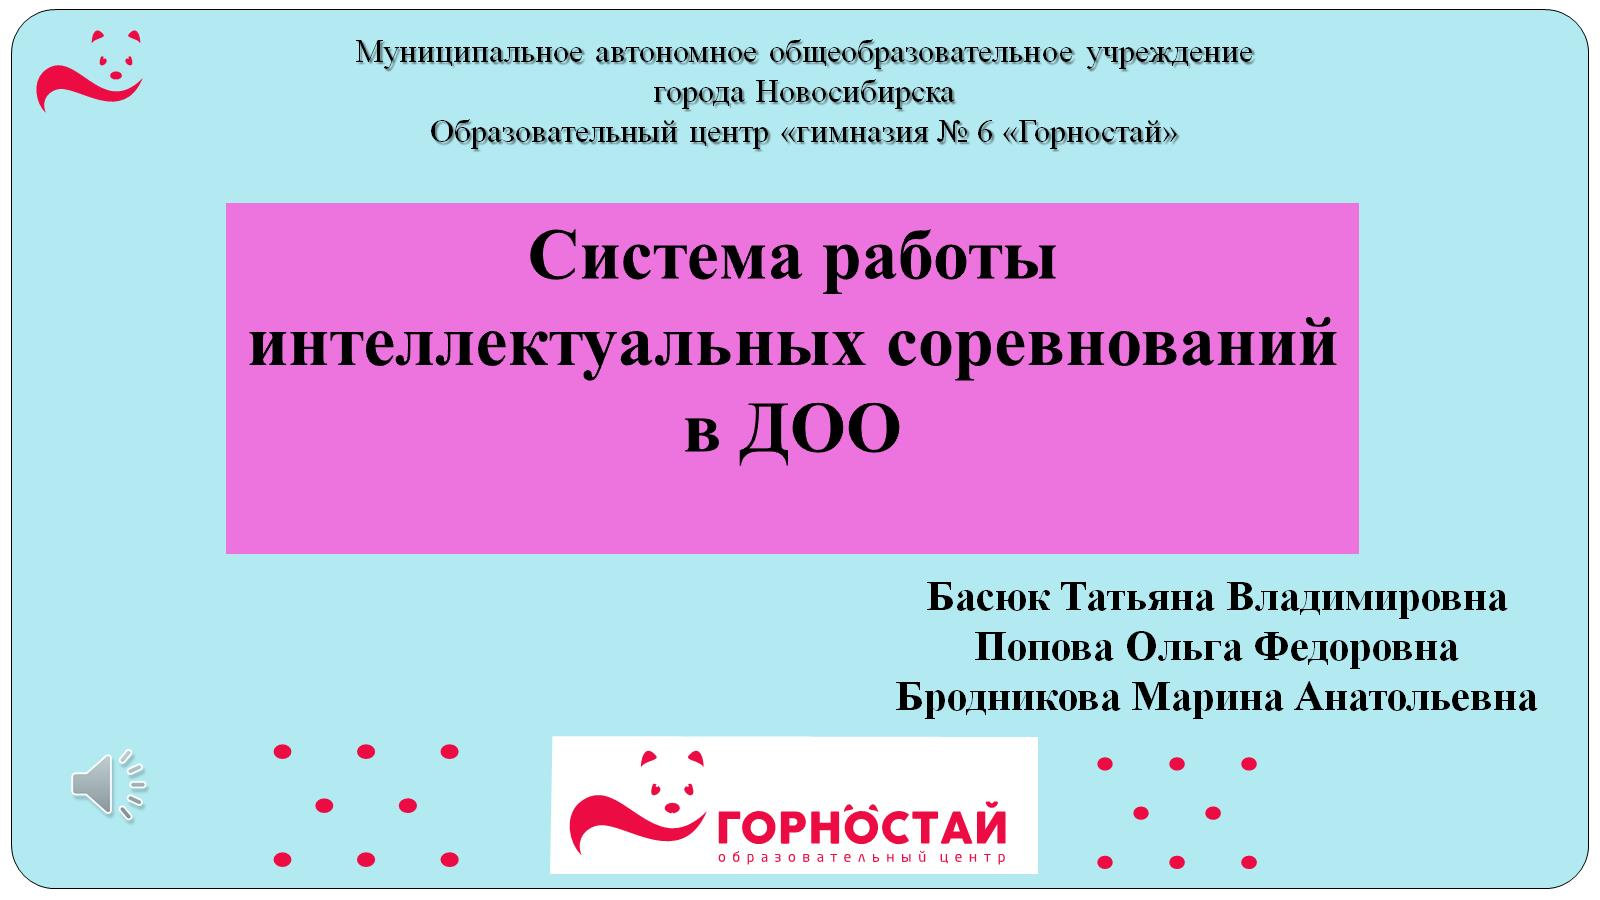 Муниципальное автономное общеобразовательное учреждение
города Новосибирска
Образовательный центр «гимназия № 6 «Горностай»
Система работы
интеллектуальных соревнований
в ДОО
Басюк Татьяна Владимировна
Попова Ольга Федоровна
Бродникова Марина Анатольевна
ГОРНОСТАЙ
образовательный центр